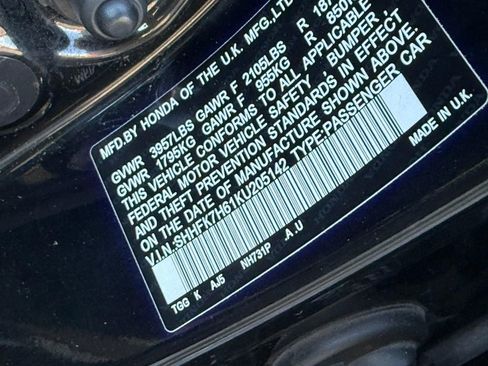 MFD.BY HONDA OF THE U.K. MFG.,LTD
GVWR 3957LBS GAWR F 2105LBS R
GVWR 1795KG GAWR F 955KG R 850
THIS VEHICLE CONFORMS TO ALL APPLICABLE
FEDERAL MOTOR VEHICLE SAFETY, BUMPER,
AND THEFT PREVENTION STANDARDS IN EFFECT
ON THE DATE OF MANUFACTURE SHOWN ABOVE.
V.I.N.SHHFK7H61KU205142 TYPE-PASSENGER CAR
MADE IN U.K.
TGG K AJ5 NH731P .A .U